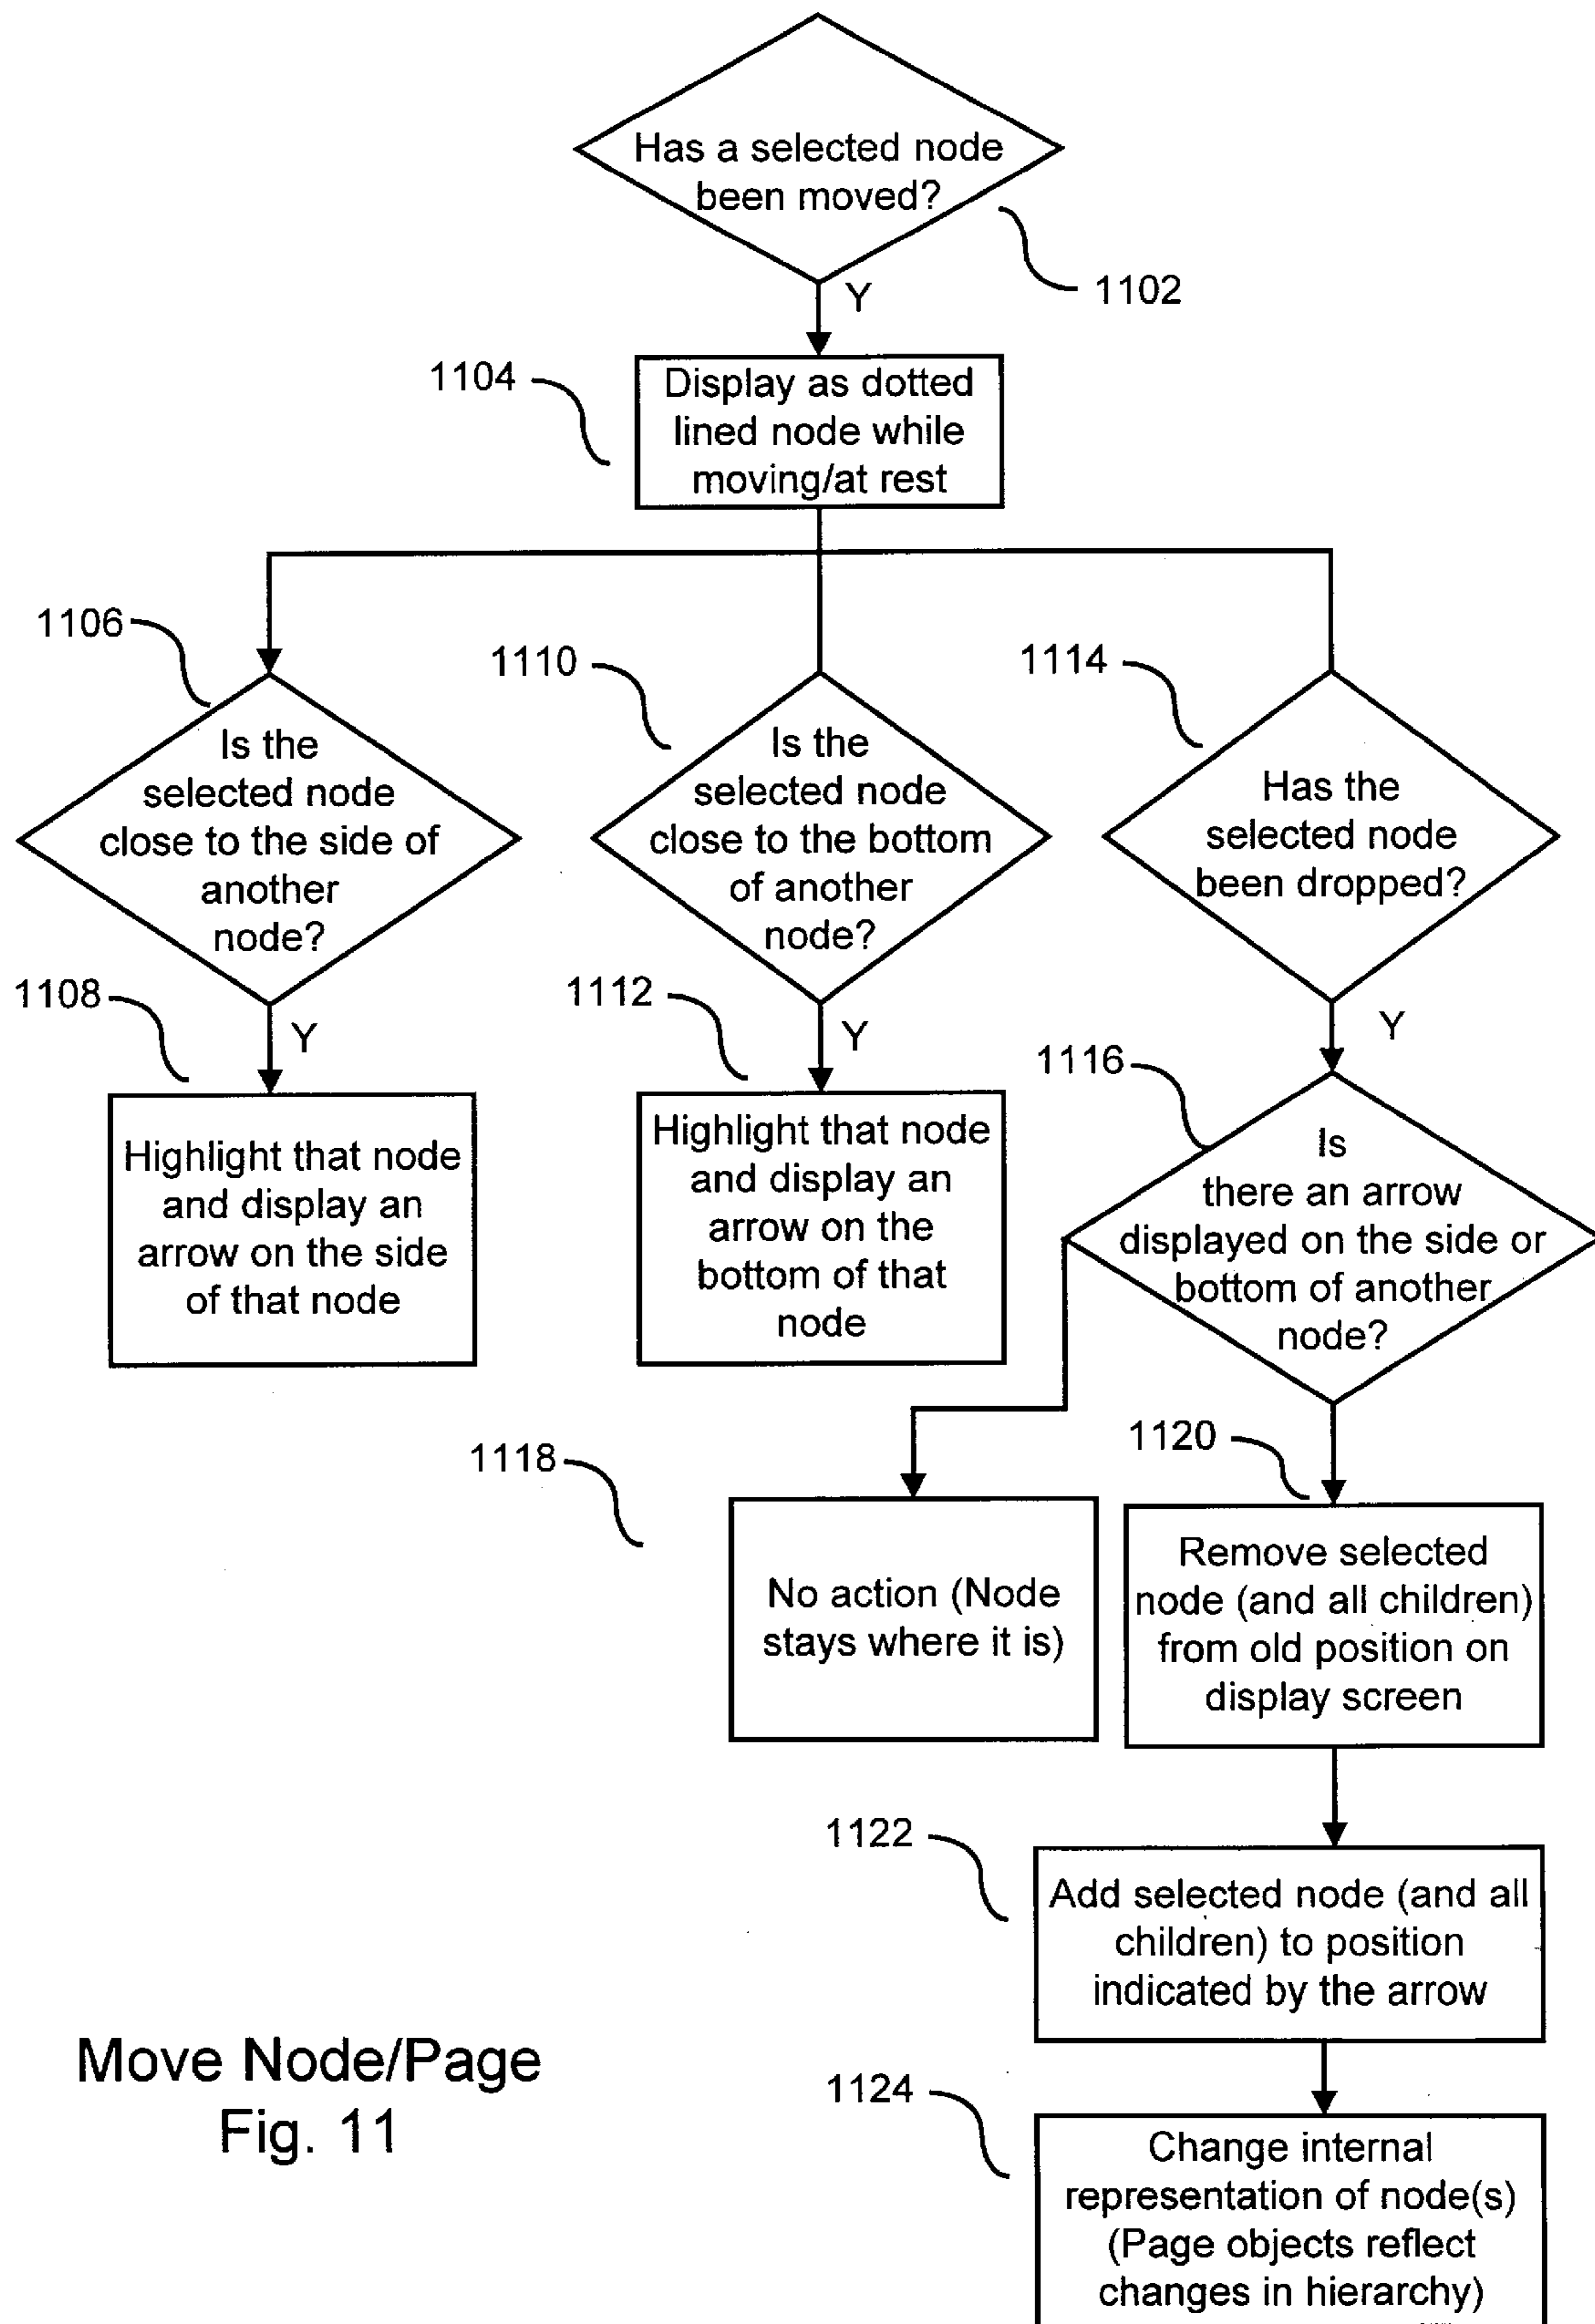 Has a selected node
been moved?
1102
Y
1104
Display as dotted
lined node while
moving/at rest
1106
Is the
selected node
close to the side of
another
node?
1110
Is the
selected node
close to the bottom
of another
node?
1114
Has the
selected node
been dropped?
1108
Y
Highlight that node
and display an
arrow on the side
of that node
1112
Y
Highlight that node
and display an
arrow on the
bottom of that
node
Y
1116
Is
there an arrow
displayed on the side or
bottom of another
node?
1118
No action (Node
stays where it is)
1120
Remove selected
node (and all children)
from old position on
display screen
1122
Add selected node (and all
children) to position
indicated by the arrow
1124
Change internal
representation of node(s)
(Page objects reflect
changes in hierarchy)
Move Node/Page
Fig. 11